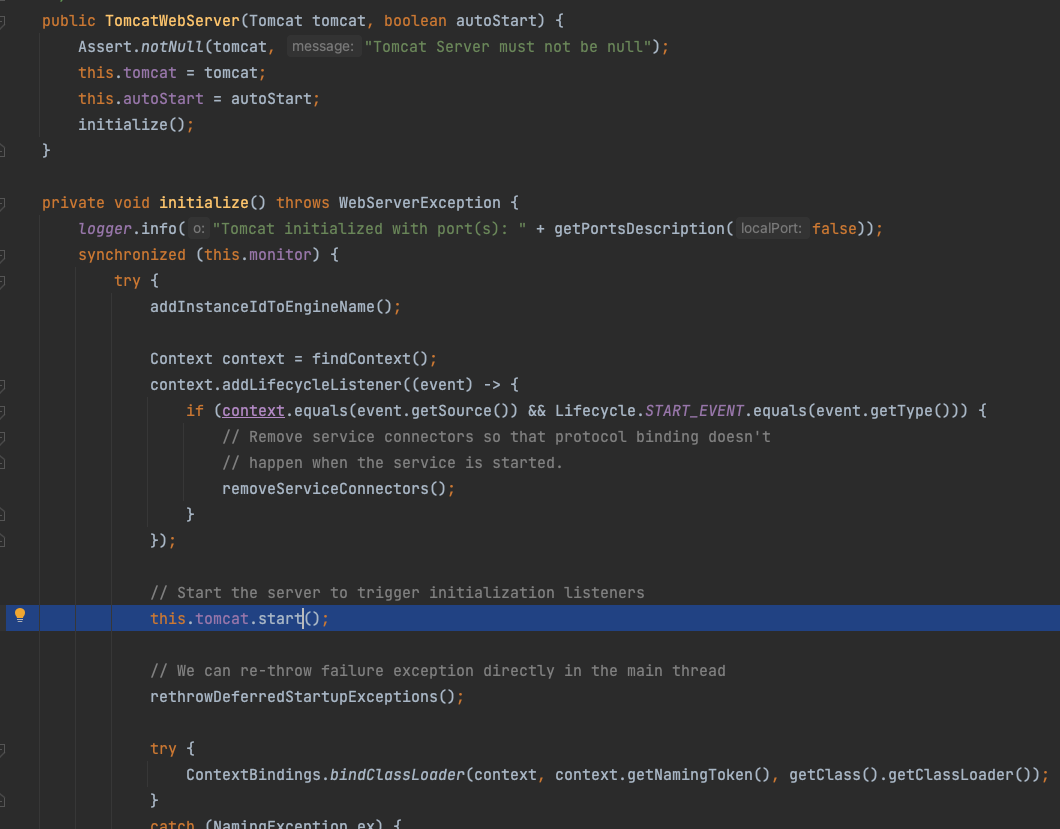 public TomcatWebServer(Tomcat tomcat, boolean autoStart) {
Assert.notNull(tomcat, message: "Tomcat Server must not be null");
this.tomcat = tomcat;
this.autoStart = autoStart;
initialize();
}
private void initialize() throws WebServerException {
logger.info( o: "Tomcat initialized with port(s): " + getPortsDescription( localPort: false));
synchronized (this.monitor) {
try {
addInstanceIdToEngineName();
Context context = findContext();
context.addLifecycleListener((event) -> {
if (context.equals(event.getSource()) && Lifecycle.START_EVENT.equals(event.getType())) {
// Remove service connectors so that protocol binding doesn't
// happen when the service is started.
removeServiceConnectors();
}
});
// Start the server to trigger initialization listeners
this.tomcat.start();
// We can re-throw failure exception directly in the main thread
rethrowDeferredStartupExceptions();
try {
ContextBindings.bindClassLoader(context, context.getNamingToken(), getClass().getClassLoader());
}
catch (NamingException ex) {